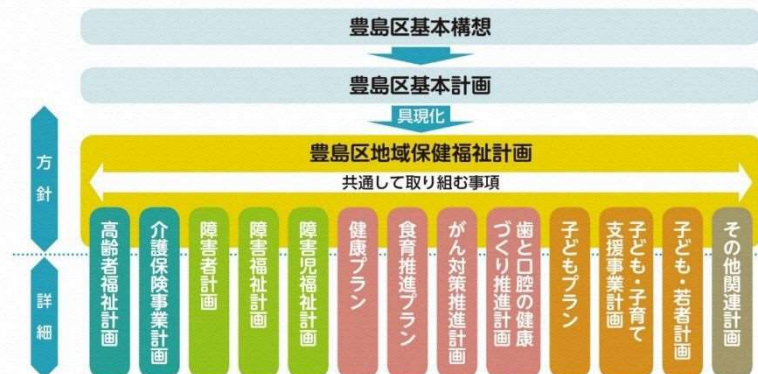 豊島区基本構想
豊島区基本計画
具現化
豊島区地域保健福祉計画
共通して取り組む事項
方針
詳細
高齢者福祉計画
介護保険事業計画
障害者計画
障害福祉計画
障害児福祉計画
健康プラン
食育推進プラン
がん対策推進計画
歯と口腔の健康
づくり推進計画
子どもプラン
子ども・子育て
支援事業計画
子ども・若者計画
その他関連計画